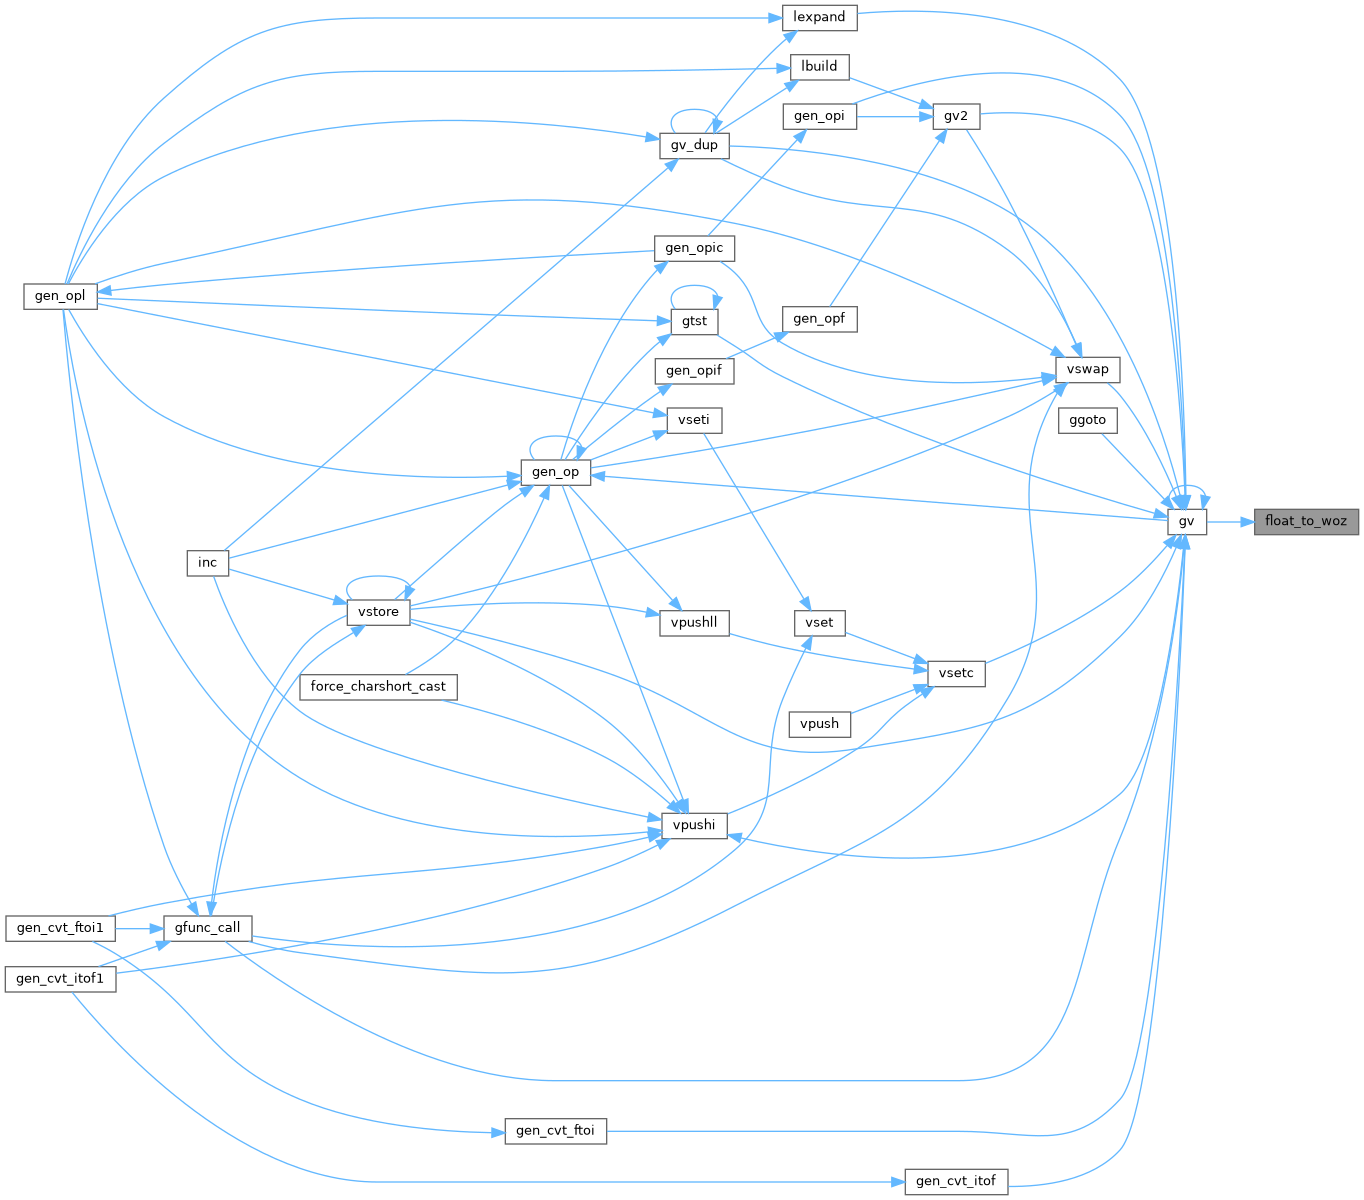 lexpand
lbuild
gen_opi
gv2
gv_dup
gen_opic
gen_opl
gtst
gen_opf
gen_opif
vswap
vseti
ggoto
gen_op
gv
float_to_woz
inc
vstore
vpushll
vset
vsetc
force_charshort_cast
vpush
vpushi
gen_cvt_ftoi1
gfunc_call
gen_cvt_itof1
gen_cvt_ftoi
gen_cvt_itof